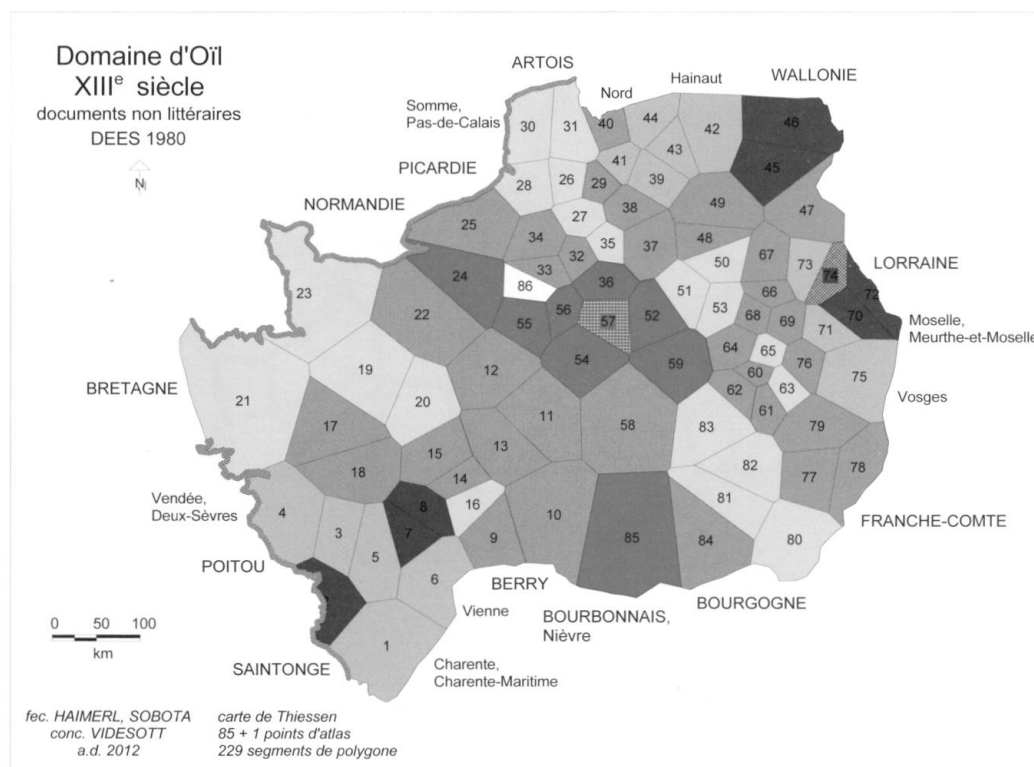 Domaine d'Oïl
XIIIe siècle
documents non littéraires
DEES 1980
N
ARTOIS
Nord
Hainaut
WALLONIE
Somme,
Pas-de-Calais
PICARDIE
NORMANDIE
BRETAGNE
LORRAINE
Moselle,
Meurthe-et-Moselle
Vosges
FRANCHE-COMTE
Vendée,
Deux-Sèvres
POITOU
BERRY
Vienne
BOURBONNAIS,
Nièvre
BOURGOGNE
SAINTONGE
Charente,
Charente-Maritime
30 31 40 44 42 46
41 43 45
28 26 29 39
25 27 38 49 47
34 35 37 48
32 50 67 73 74
24 33 36
23 86 51 66 72
22 55 56 57 52 53 68 69 70
71
19 12 54 59 64 65 76 75
21 20 60 63
17 11 58 62 61
15 13 83 79
18 14 82 77 78
4 8 16 81
3 7 10
5 9 85 84 80
6
1
0 50 100
km
fec. HAIMERL, SOBOTA
conc. VIDESOTT
a.d. 2012
carte de Thiessen
85 + 1 points d'atlas
229 segments de polygone